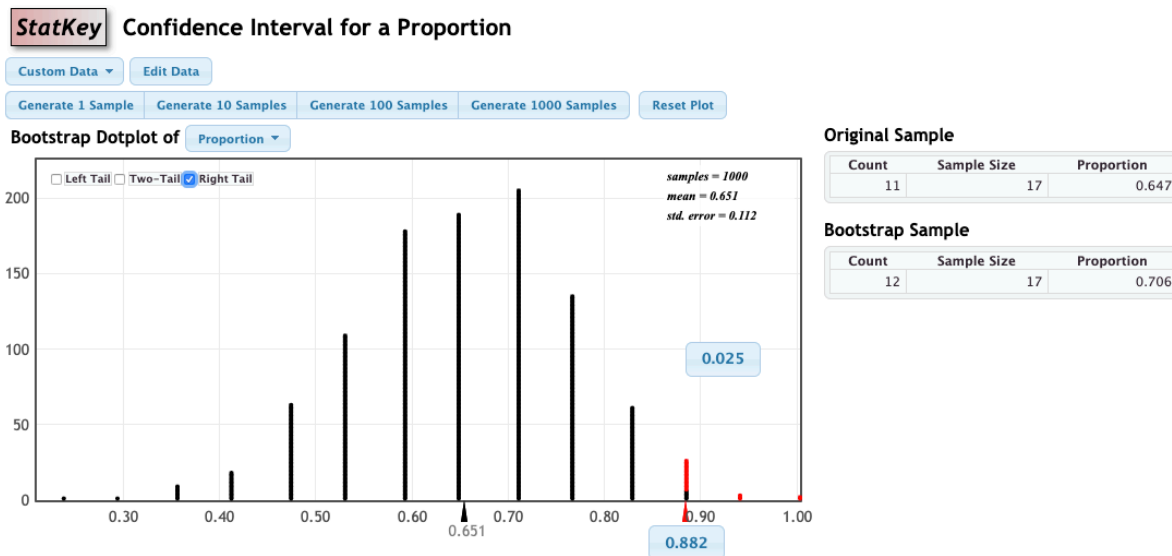 StatKey Confidence Interval for a Proportion
Custom Data Edit Data
Generate 1 Sample Generate 10 Samples Generate 100 Samples Generate 1000 Samples Reset Plot
Bootstrap Dotplot of Proportion
Left Tail Two-Tail Right Tail
samples = 1000
mean = 0.651
std. error = 0.112
200
150
100
50
0
0.025
0.30 0.40 0.50 0.60 0.70 0.80 0.90 1.00
0.651
0.882
Original Sample
Count Sample Size Proportion
11 17 0.647
Bootstrap Sample
Count Sample Size Proportion
12 17 0.706